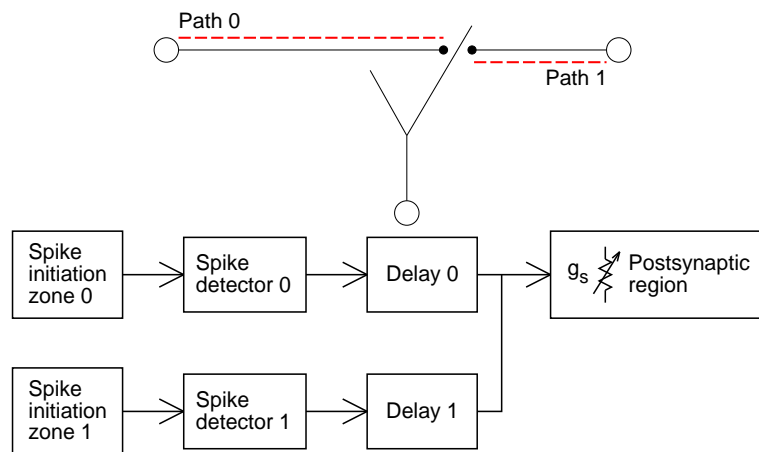 Path 0
Path 1
Spike
initiation
zone 0
Spike
detector 0
Delay 0
gs
Postsynaptic
region
Spike
initiation
zone 1
Spike
detector 1
Delay 1